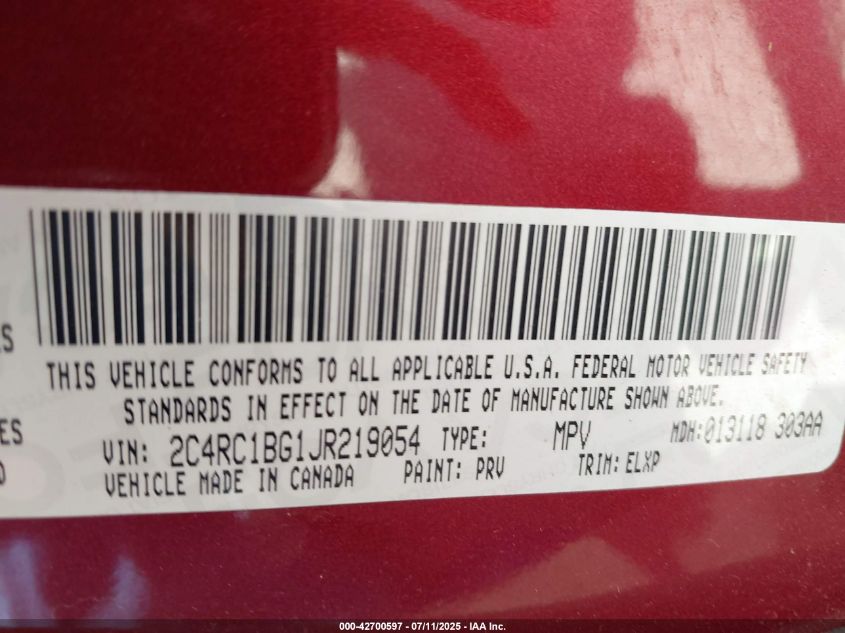 THIS VEHICLE CONFORMS TO ALL APPLICABLE U.S.A. FEDERAL MOTOR VEHICLE SAFETY
STANDARDS IN EFFECT ON THE DATE OF MANUFACTURE SHOWN ABOVE.
VIN: 2C4RC1BG1JR219054 TYPE: MPV MDH:013118 303AA
VEHICLE MADE IN CANADA PAINT: PRV TRIM: ELXP
000-42700597 - 07/11/2025 - IAA Inc.